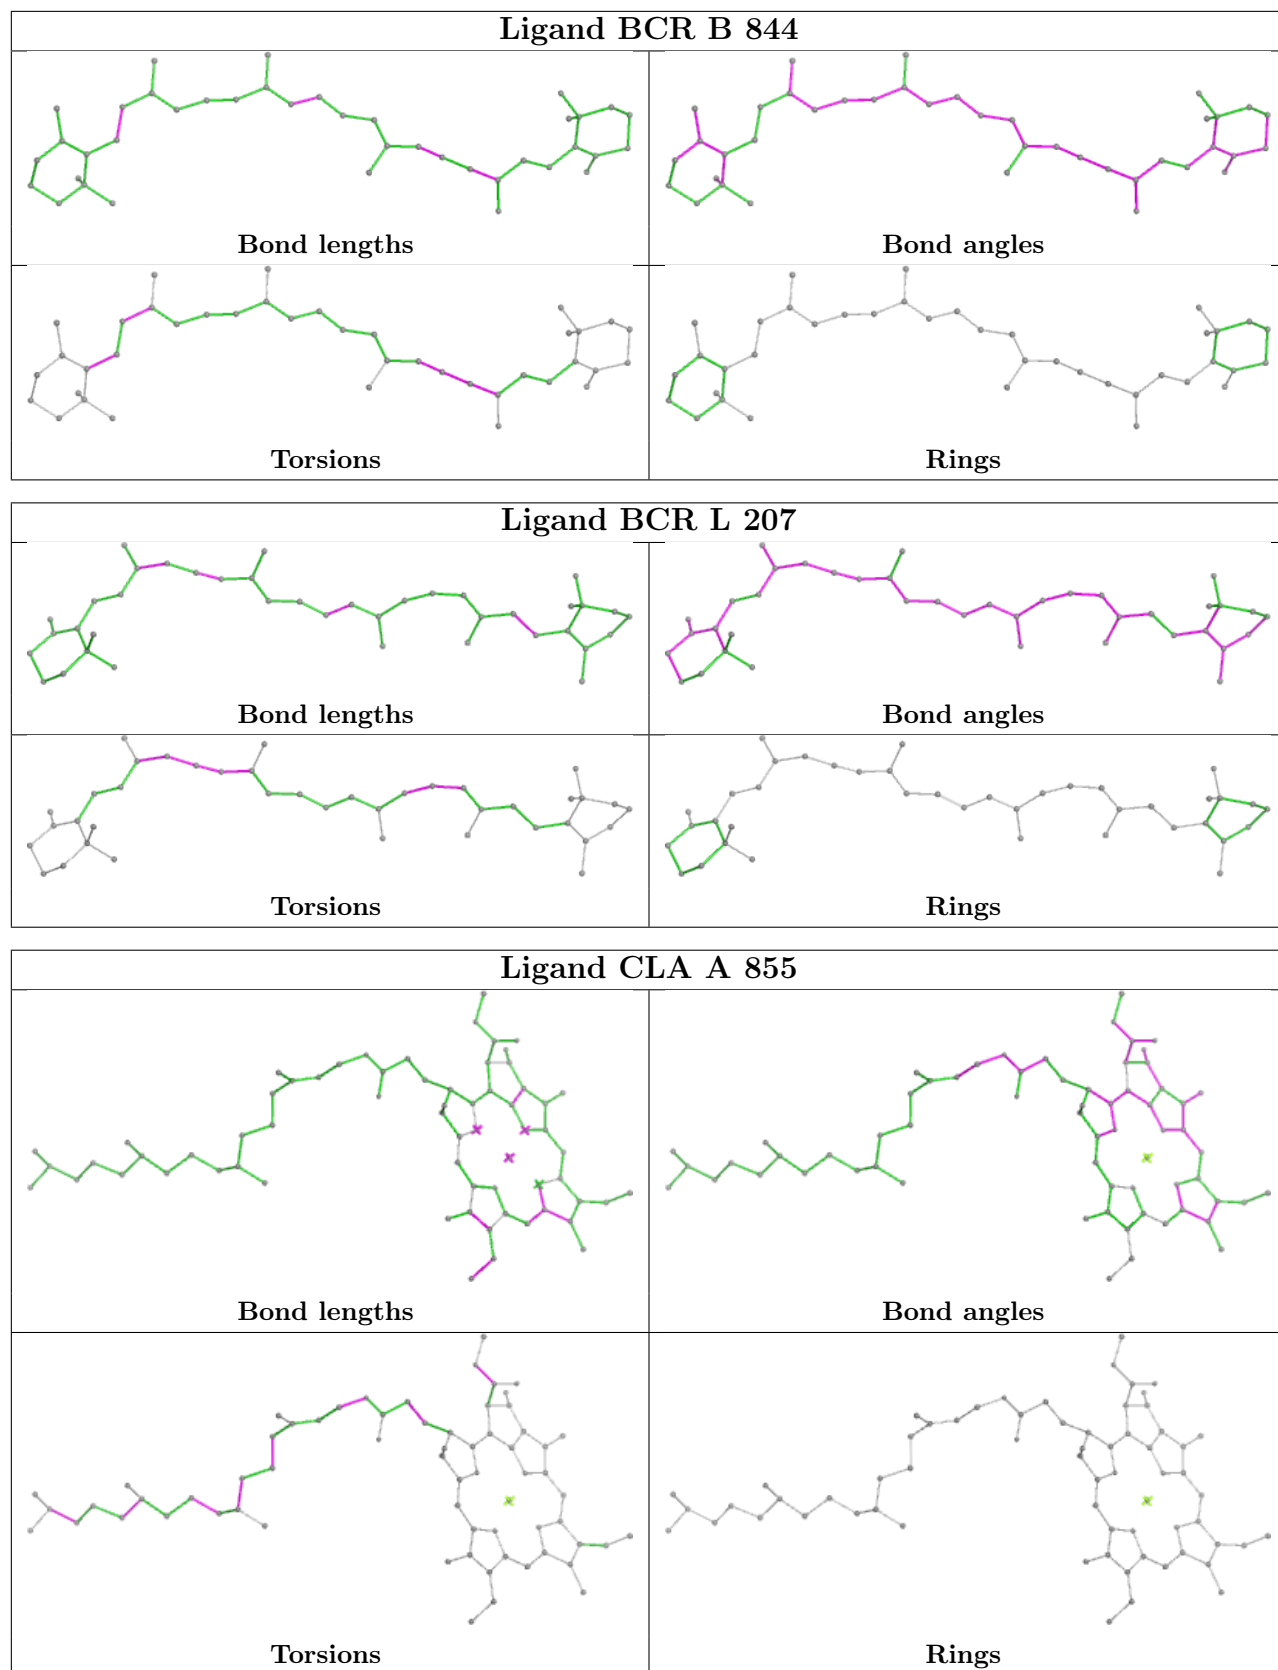 Ligand BCR B 844
Bond lengths
Bond angles
Torsions
Rings
Ligand BCR L 207
Bond lengths
Bond angles
Torsions
Rings
Ligand CLA A 855
Bond lengths
Bond angles
Torsions
Rings